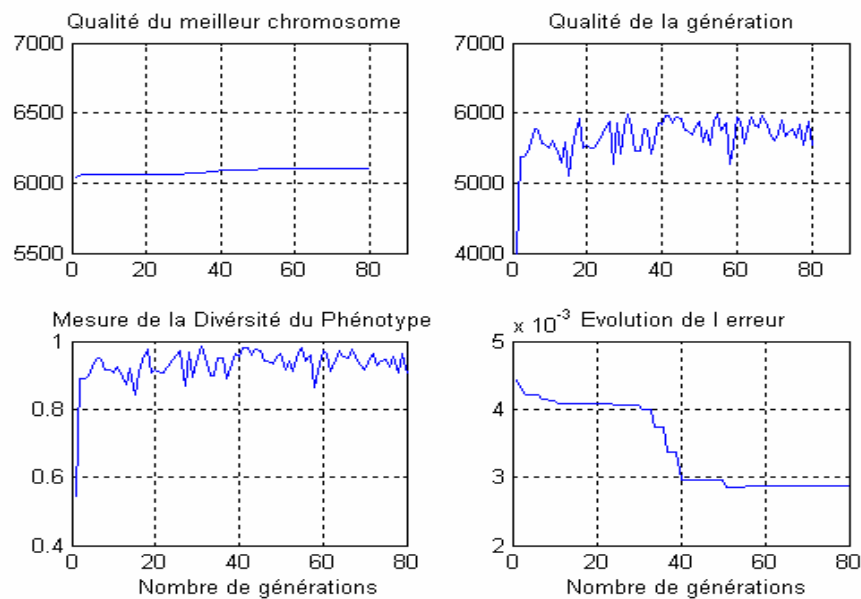 Qualité du meilleur chromosome
7000
6500
6000
5500
0 20 40 60 80
Qualité de la génération
7000
6000
5000
4000
0 20 40 60 80
Mesure de la Divérsité du Phénotype
1
0.8
0.6
0.4
0 20 40 60 80
Nombre de générations
x 10-3 Evolution de l erreur
5
4
3
2
0 20 40 60 80
Nombre de générations